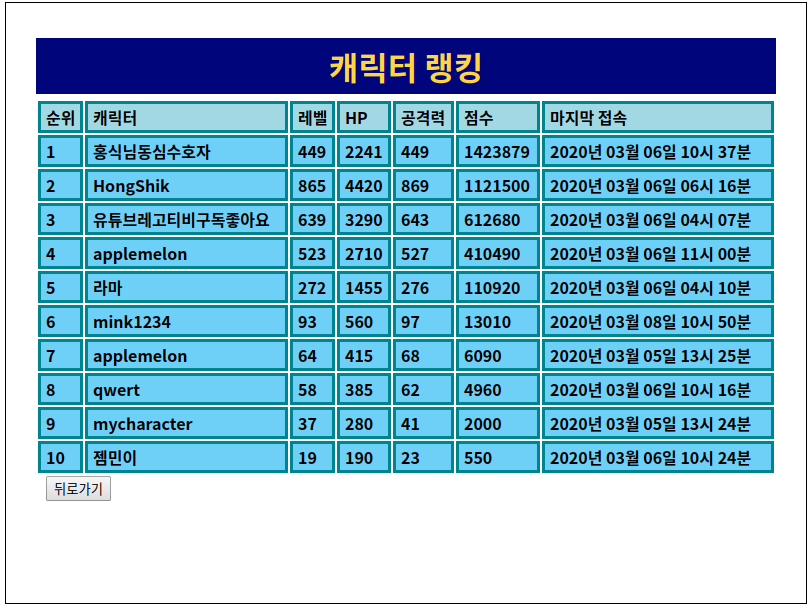 캐릭터 랭킹
순위 캐릭터 레벨 HP 공격력 점수 마지막 접속
1 홍식님동심수호자 449 2241 449 1423879 2020년 03월 06일 10시 37분
2 HongShik 865 4420 869 1121500 2020년 03월 06일 06시 16분
3 유튜브레고티비구독좋아요 639 3290 643 612680 2020년 03월 06일 04시 07분
4 applemelon 523 2710 527 410490 2020년 03월 06일 11시 00분
5 라마 272 1455 276 110920 2020년 03월 06일 04시 10분
6 mink1234 93 560 97 13010 2020년 03월 08일 10시 50분
7 applemelon 64 415 68 6090 2020년 03월 05일 13시 25분
8 qwert 58 385 62 4960 2020년 03월 06일 10시 16분
9 mycharacter 37 280 41 2000 2020년 03월 05일 13시 24분
10 젬민이 19 190 23 550 2020년 03월 06일 10시 24분
뒤로가기